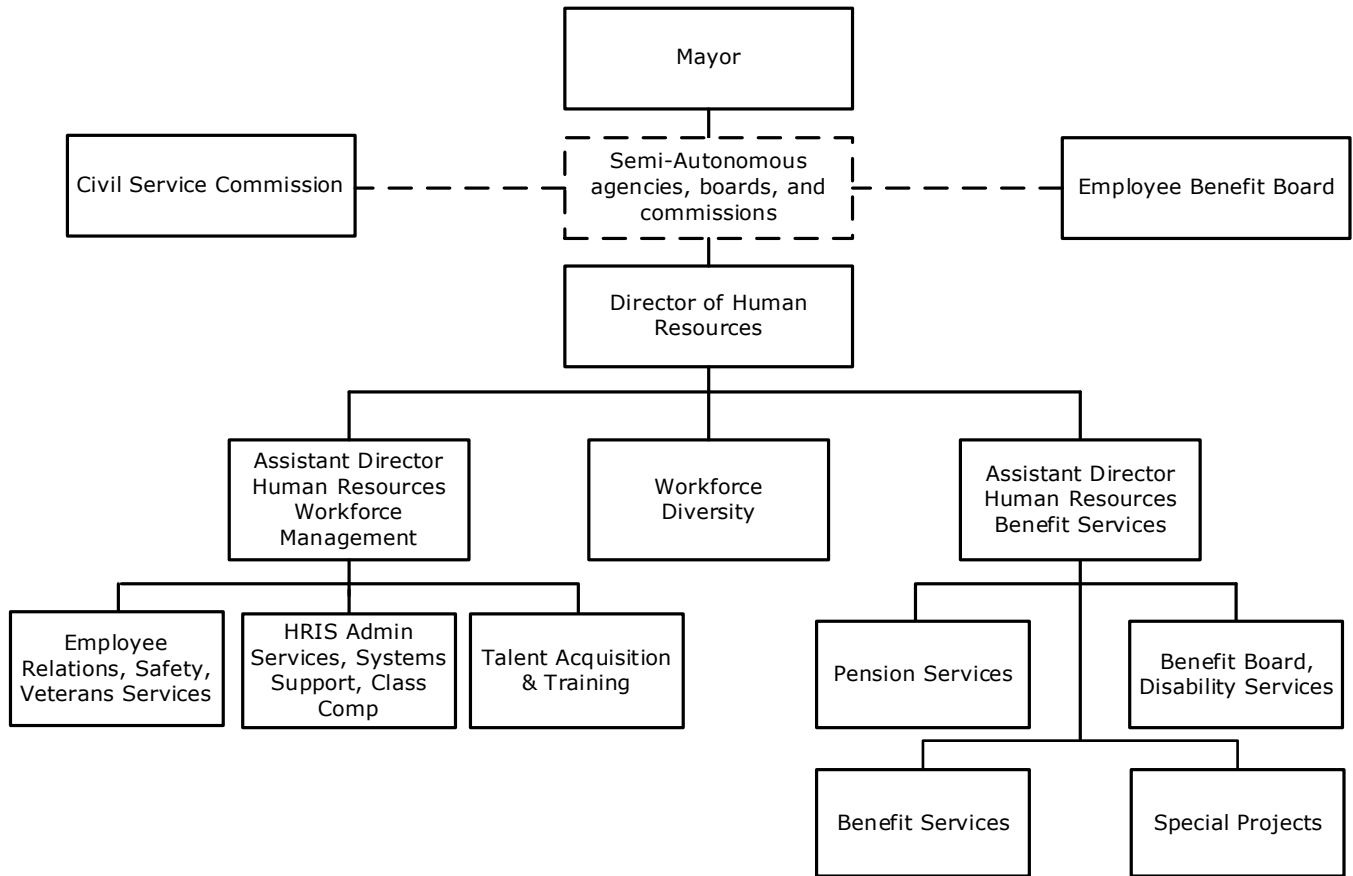 Mayor
Civil Service Commission
Semi-Autonomous
agencies, boards, and
commissions
Employee Benefit Board
Director of Human
Resources
Assistant Director
Human Resources
Workforce
Management
Workforce
Diversity
Assistant Director
Human Resources
Benefit Services
Employee
Relations, Safety,
Veterans Services
HRIS Admin
Services, Systems
Support, Class
Comp
Talent Acquisition
& Training
Pension Services
Benefit Board,
Disability Services
Benefit Services
Special Projects